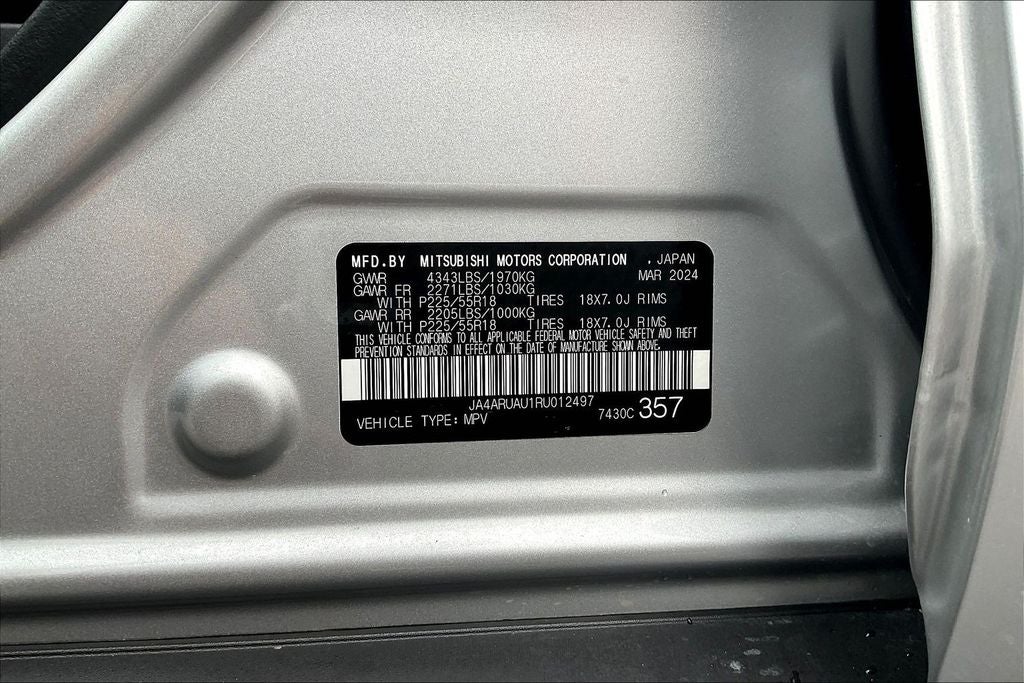 MFD.BY MITSUBISHI MOTORS CORPORATION , JAPAN
GVWR 4343LBS/1970KG MAR 2024
GAWR FR 2271LBS/1030KG
WITH P225/55R18 TIRES 18X7.0J RIMS
GAWR RR 2205LBS/1000KG
WITH P225/55R18 TIRES 18X7.0J RIMS
THIS VEHICLE CONFORMS TO ALL APPLICABLE FEDERAL MOTOR VEHICLE SAFETY AND THEFT
PREVENTION STANDARDS IN EFFECT ON THE DATE OF MANUFACTURE SHOWN ABOVE.
JA4ARUAU1RU012497
VEHICLE TYPE: MPV 7430C 357